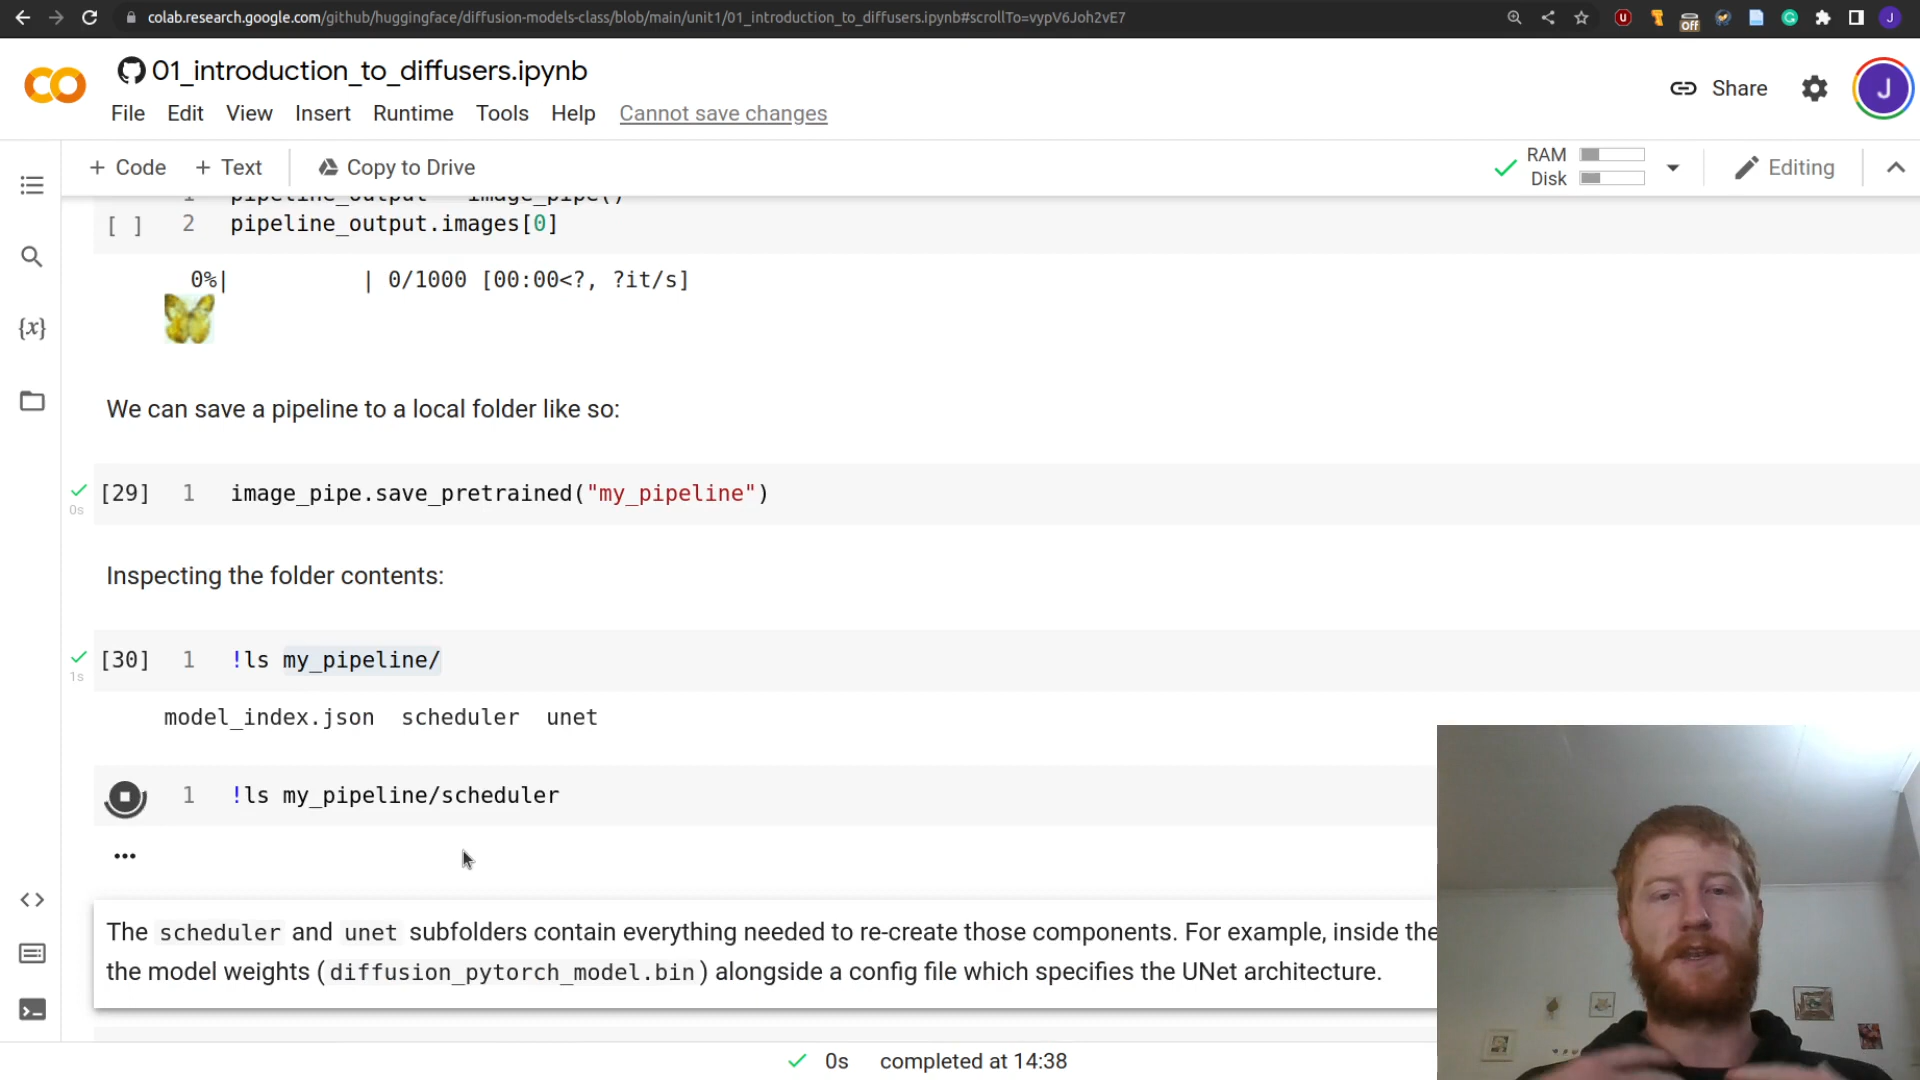 colab.research.google.com/github/huggingface/diffusion-models-class/blob/main/unit1/01_introduction_to_diffusers.ipynb#scrollTo=vypV6Joh2vE7
Off
J
01_introduction_to_diffusers.ipynb
File Edit View Insert Runtime Tools Help Cannot save changes
Share
J
+ Code + Text Copy to Drive
RAM
Disk
Editing
1 pipeline_output = image_pipe()
[ ] 2 pipeline_output.images[0]
0%| | 0/1000 [00:00<?, ?it/s]
{x}
We can save a pipeline to a local folder like so:
[29] 1 image_pipe.save_pretrained("my_pipeline")
0s
Inspecting the folder contents:
[30] 1 !ls my_pipeline/
1s
model_index.json scheduler unet
1 !ls my_pipeline/scheduler
...
The scheduler and unet subfolders contain everything needed to re-create those components. For example, inside the
the model weights (diffusion_pytorch_model.bin) alongside a config file which specifies the UNet architecture.
0s completed at 14:38